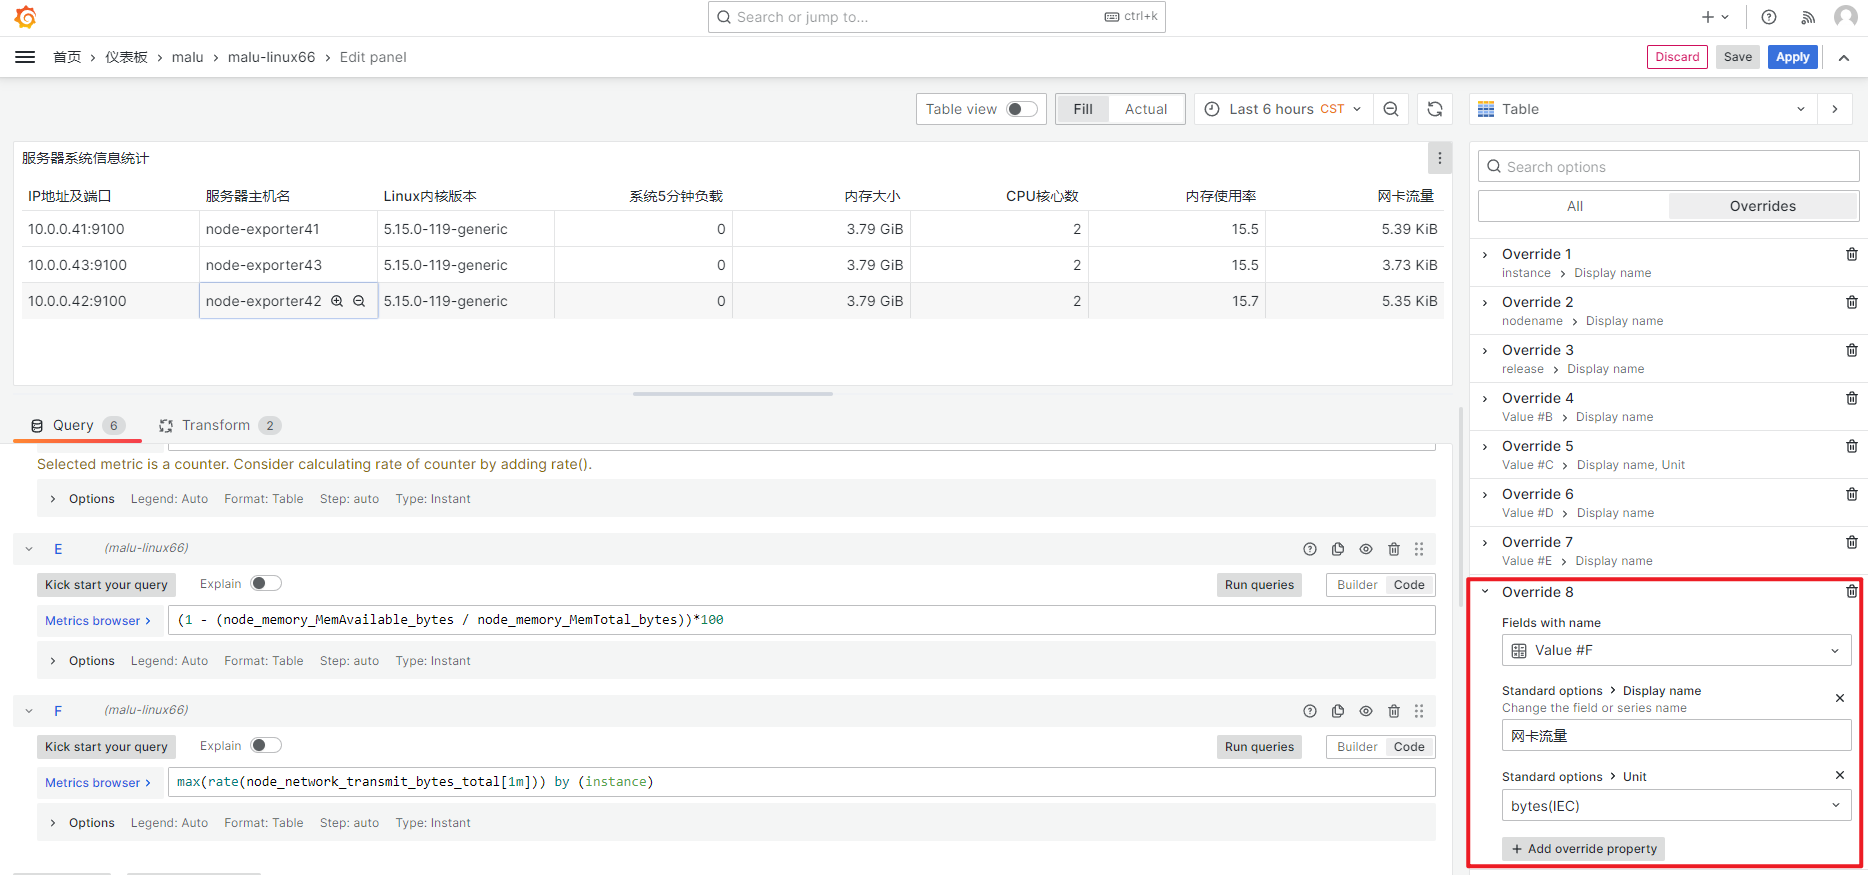 Search or jump to...
ctrl+k
首页 › 仪表板 › malu › malu-linux66 › Edit panel
Discard
Save
Apply
Table view
Fill
Actual
Last 6 hours CST
Table
服务器系统信息统计
IP地址及端口 服务器主机名 Linux内核版本 系统5分钟负载 内存大小 CPU核心数 内存使用率 网卡流量
10.0.0.41:9100 node-exporter41 5.15.0-119-generic 0 3.79 GiB 2 15.5 5.39 KiB
10.0.0.43:9100 node-exporter43 5.15.0-119-generic 0 3.79 GiB 2 15.5 3.73 KiB
10.0.0.42:9100 node-exporter42 5.15.0-119-generic 0 3.79 GiB 2 15.7 5.35 KiB
Query 6
Transform 2
Selected metric is a counter. Consider calculating rate of counter by adding rate().
Options Legend: Auto Format: Table Step: auto Type: Instant
E (malu-linux66)
Kick start your query Explain Run queries Builder Code
Metrics browser › (1 - (node_memory_MemAvailable_bytes / node_memory_MemTotal_bytes))*100
Options Legend: Auto Format: Table Step: auto Type: Instant
F (malu-linux66)
Kick start your query Explain Run queries Builder Code
Metrics browser › max(rate(node_network_transmit_bytes_total[1m])) by (instance)
Options Legend: Auto Format: Table Step: auto Type: Instant
Search options
All Overrides
Override 1
instance › Display name
Override 2
nodename › Display name
Override 3
release › Display name
Override 4
Value #B › Display name
Override 5
Value #C › Display name, Unit
Override 6
Value #D › Display name
Override 7
Value #E › Display name
Override 8
Fields with name
Value #F
Standard options › Display name
Change the field or series name
网卡流量
Standard options › Unit
bytes(IEC)
+ Add override property